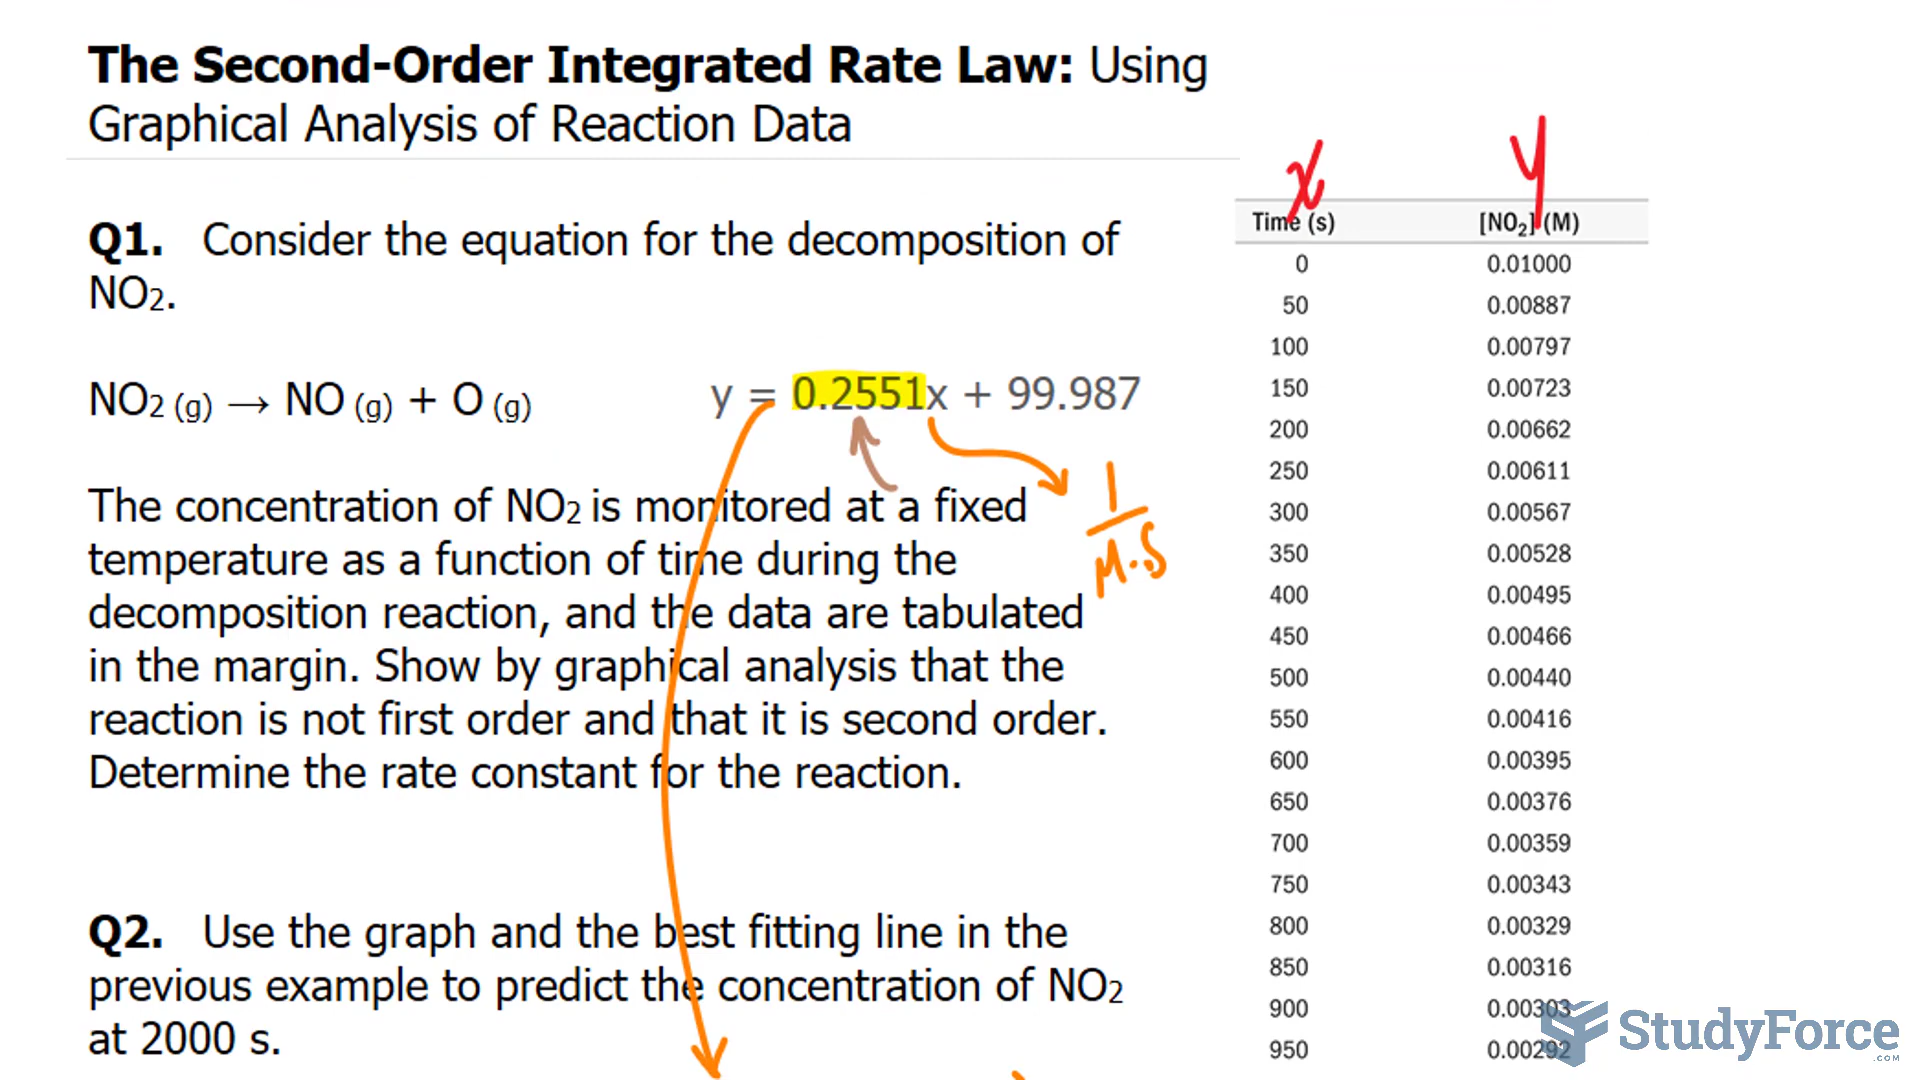 The Second-Order Integrated Rate Law: Using
Graphical Analysis of Reaction Data
Q1. Consider the equation for the decomposition of
NO₂.
NO₂ (g) → NO (g) + O (g)
y = 0.2551x + 99.987
1
M·S
The concentration of NO₂ is monitored at a fixed
temperature as a function of time during the
decomposition reaction, and the data are tabulated
in the margin. Show by graphical analysis that the
reaction is not first order and that it is second order.
Determine the rate constant for the reaction.
Q2. Use the graph and the best fitting line in the
previous example to predict the concentration of NO₂
at 2000 s.
x y
Time (s) [NO₂] (M)
0 0.01000
50 0.00887
100 0.00797
150 0.00723
200 0.00662
250 0.00611
300 0.00567
350 0.00528
400 0.00495
450 0.00466
500 0.00440
550 0.00416
600 0.00395
650 0.00376
700 0.00359
750 0.00343
800 0.00329
850 0.00316
900 0.00303
950 0.00292
StudyForce
.COM